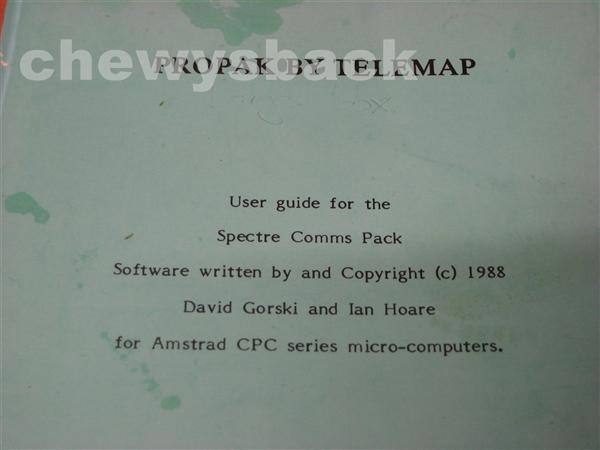 chewysback
PROPAK BY TELEMAP
User guide for the
Spectre Comms Pack
Software written by and Copyright (c) 1988
David Gorski and Ian Hoare
for Amstrad CPC series micro-computers.